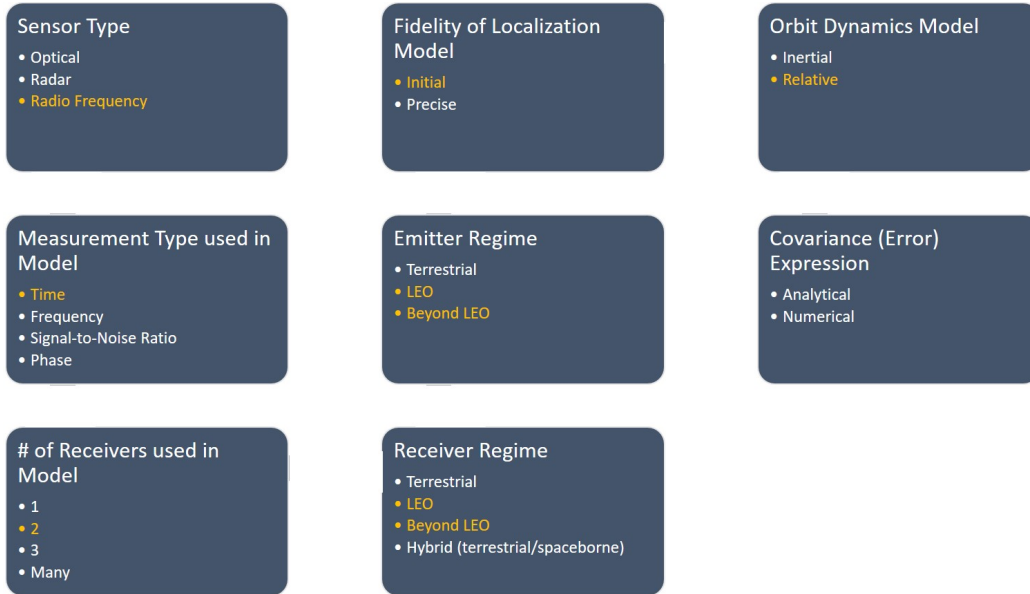 Sensor Type
• Optical
• Radar
• Radio Frequency
Fidelity of Localization
Model
• Initial
• Precise
Orbit Dynamics Model
• Inertial
• Relative
Measurement Type used in
Model
• Time
• Frequency
• Signal-to-Noise Ratio
• Phase
Emitter Regime
• Terrestrial
• LEO
• Beyond LEO
Covariance (Error)
Expression
• Analytical
• Numerical
# of Receivers used in
Model
• 1
• 2
• 3
• Many
Receiver Regime
• Terrestrial
• LEO
• Beyond LEO
• Hybrid (terrestrial/spaceborne)